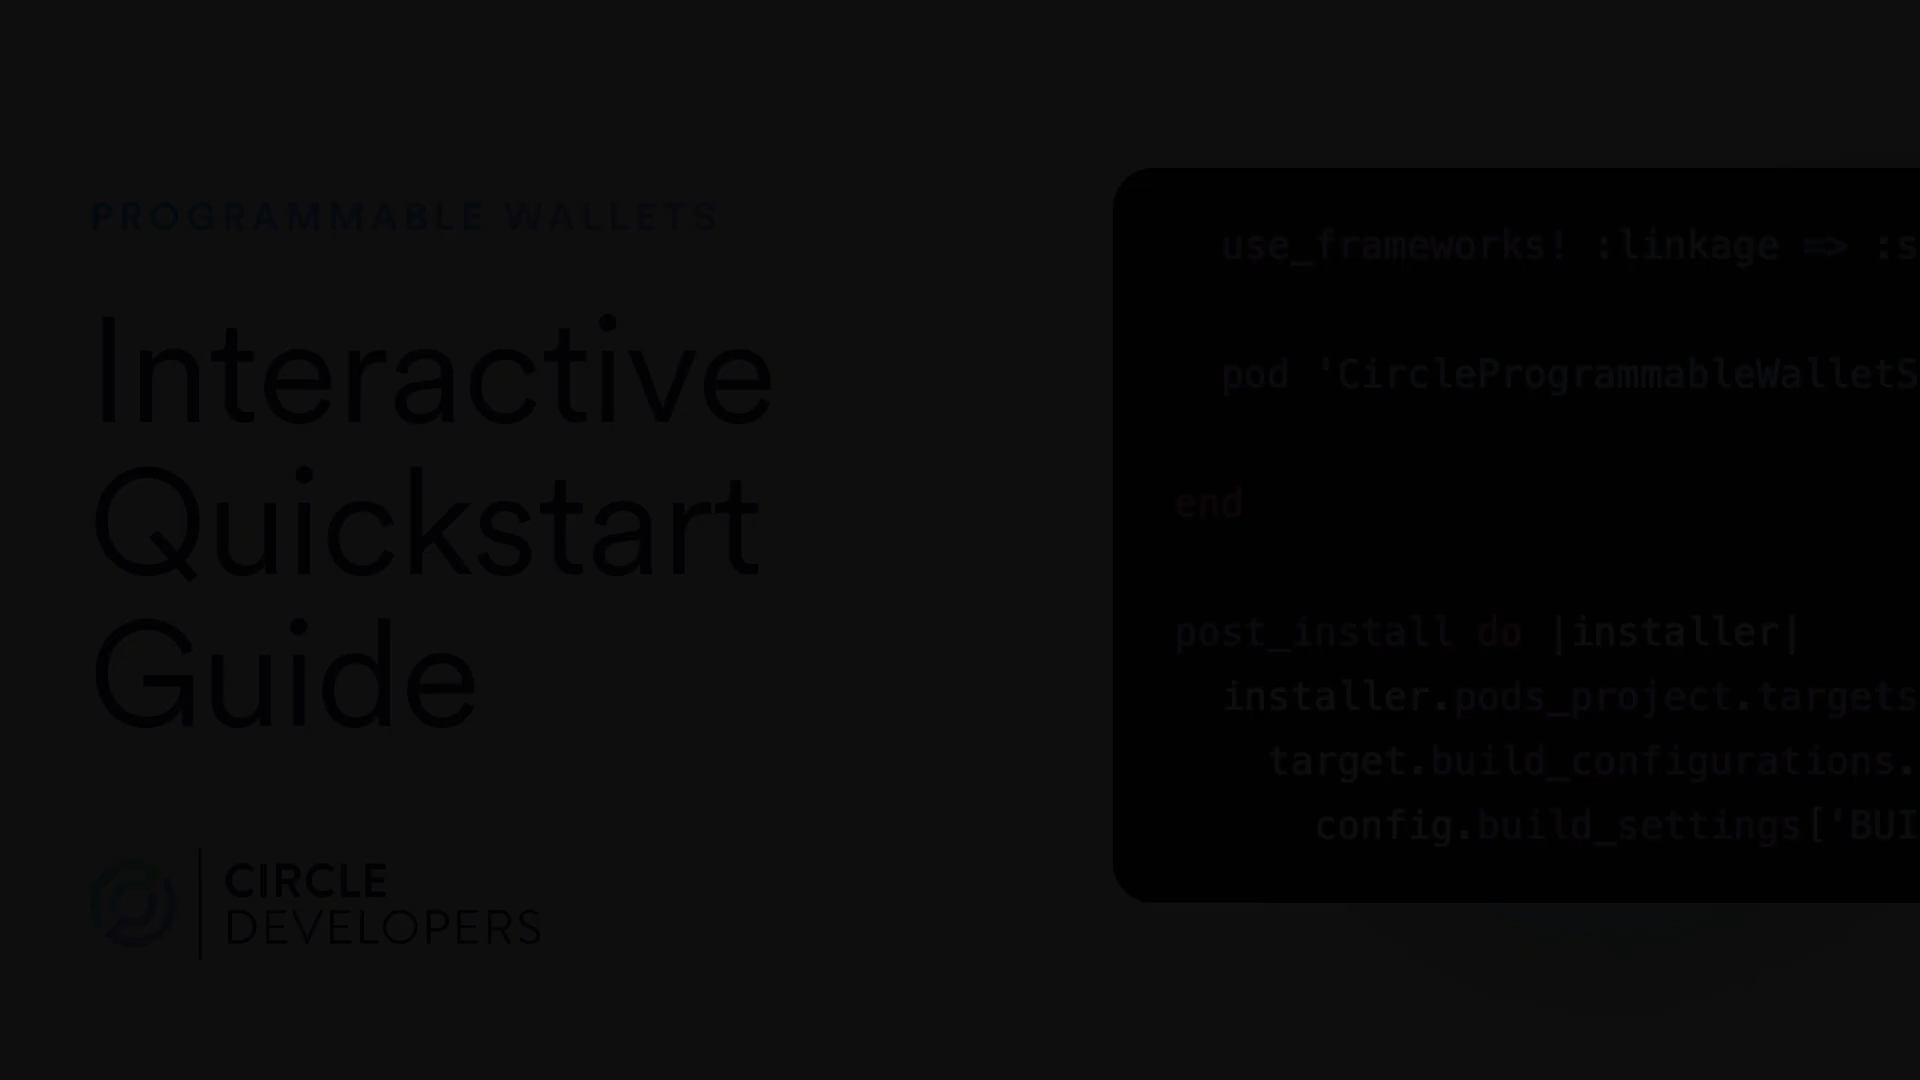 PROGRAMMABLE WALLETS
Interactive
Quickstart
Guide
CIRCLE
DEVELOPERS
use_frameworks! :linkage => :s
pod 'CircleProgrammableWalletS
end
post_install do |installer|
installer.pods_project.targets
target.build_configurations.
config.build_settings['BUI